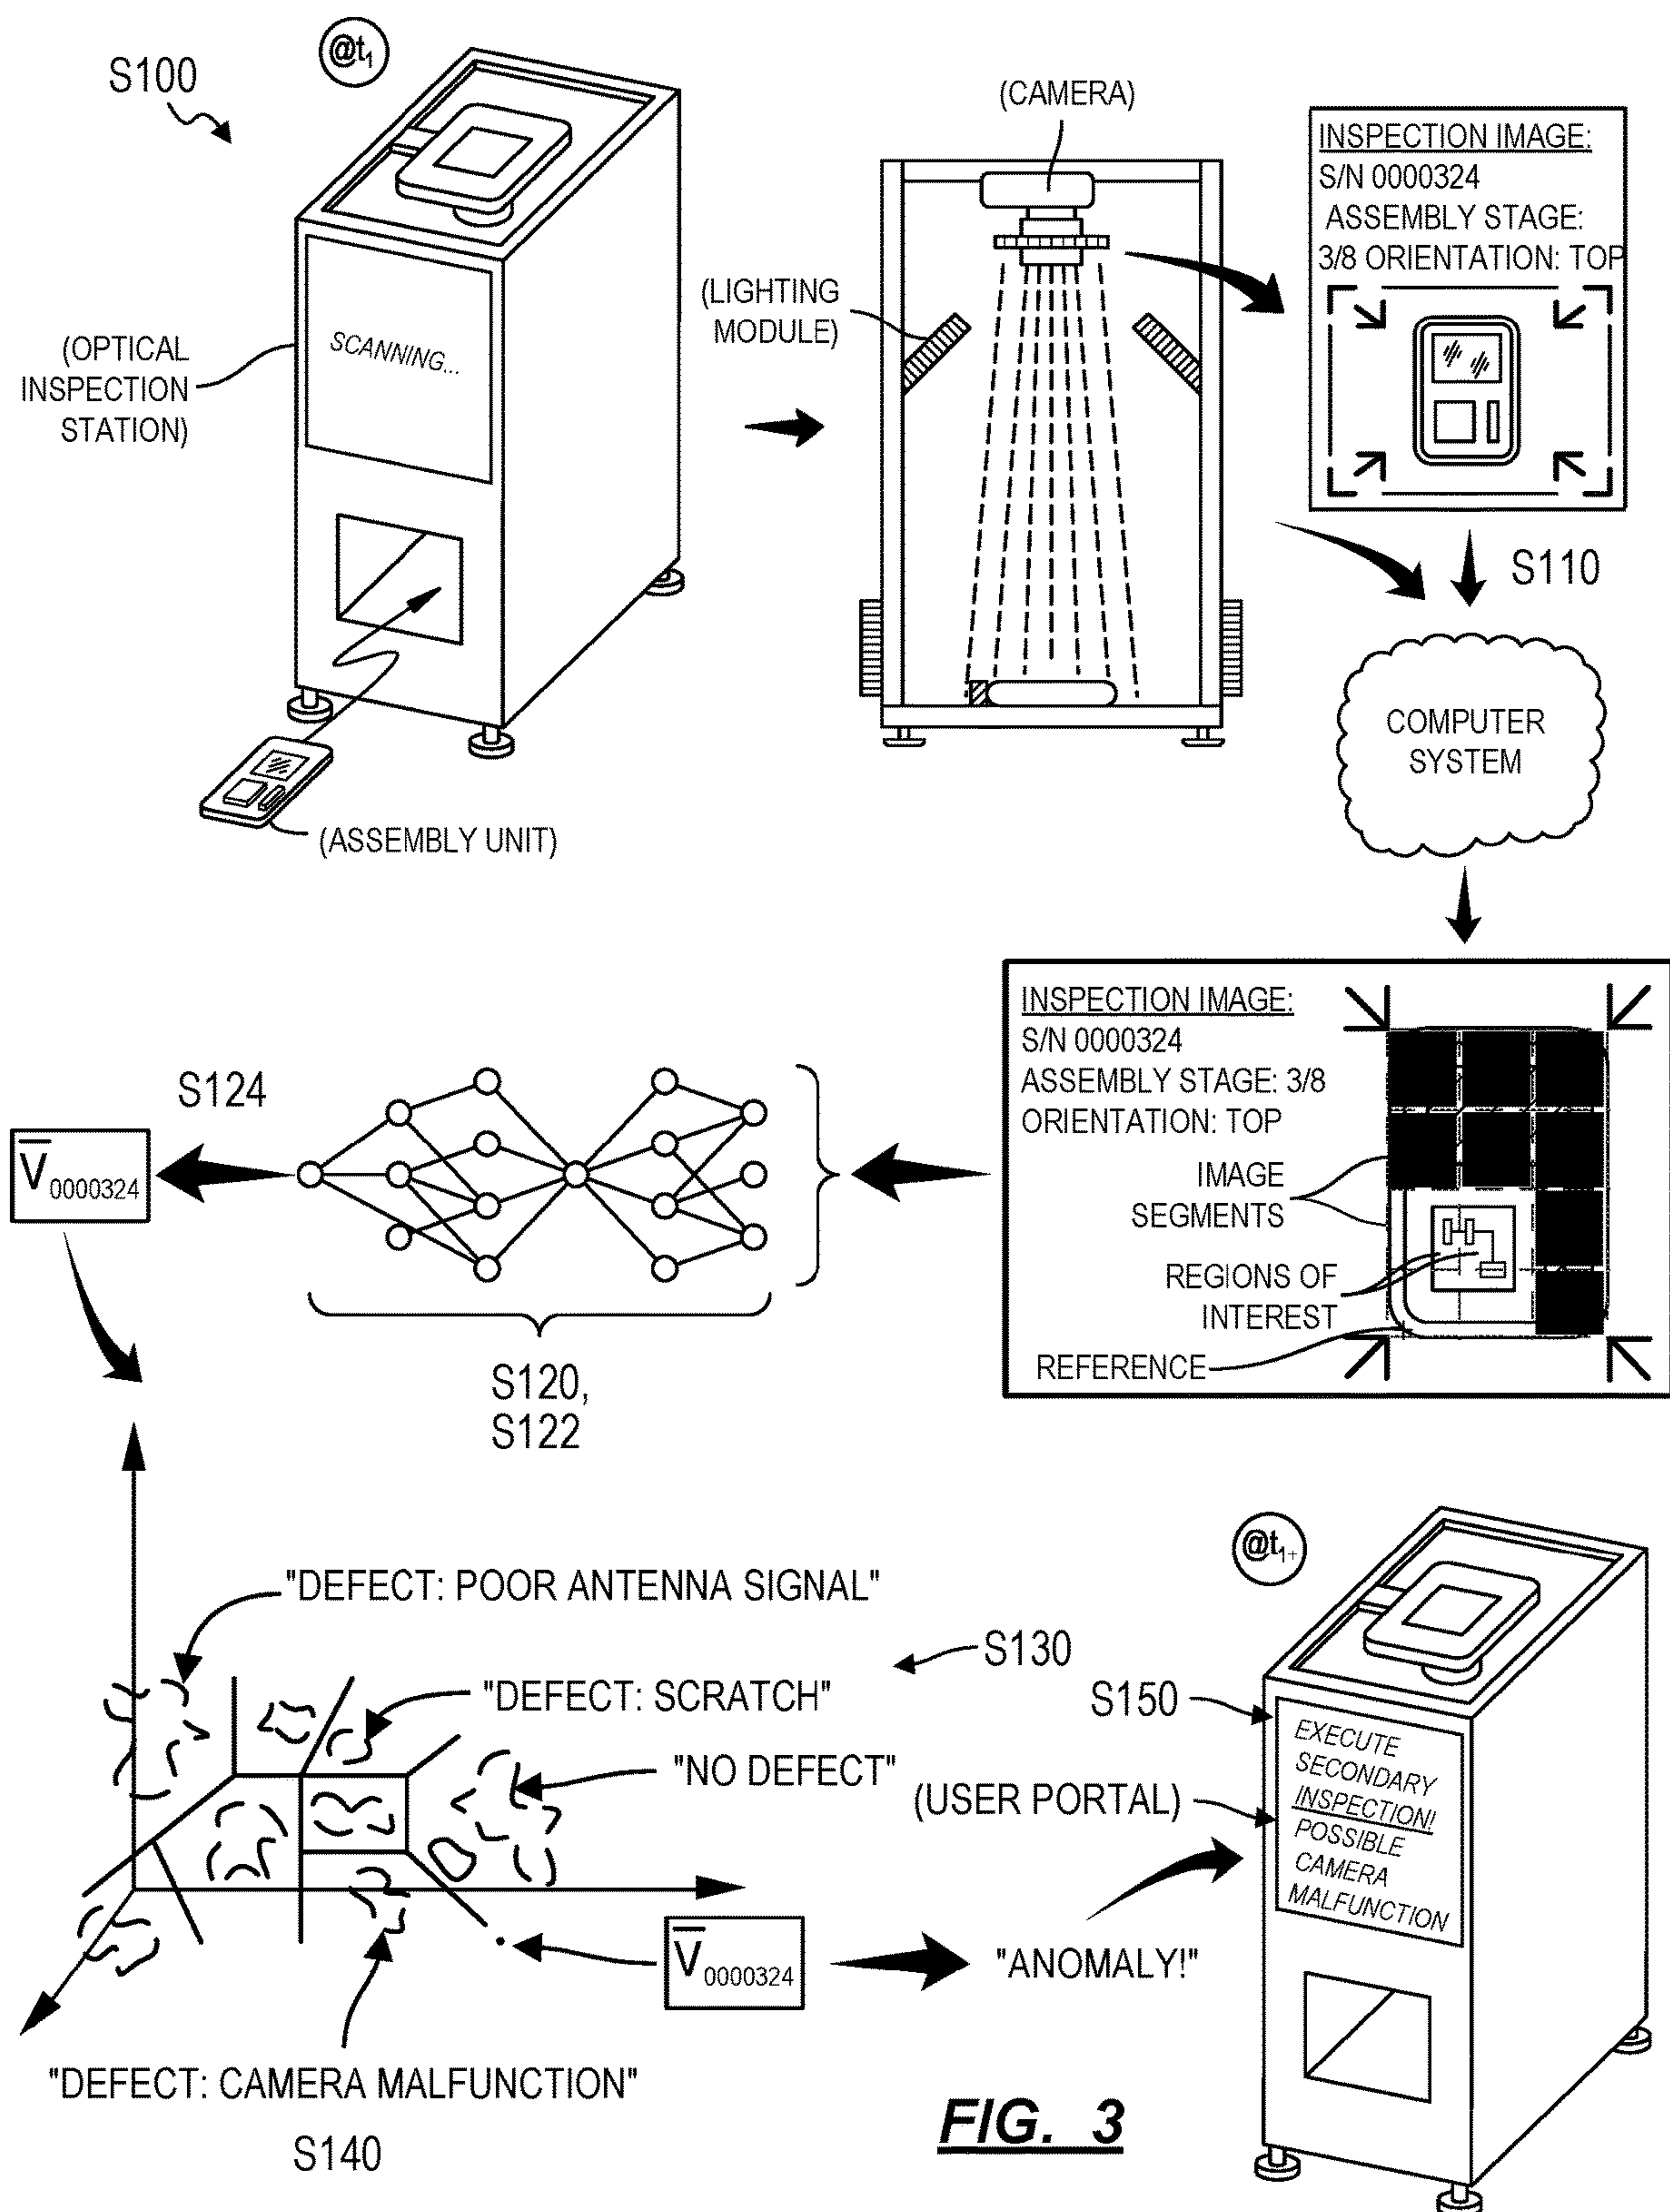 S100
@t1
(OPTICAL
INSPECTION
STATION)
SCANNING...
(ASSEMBLY UNIT)
(CAMERA)
(LIGHTING
MODULE)
INSPECTION IMAGE:
S/N 0000324
ASSEMBLY STAGE:
3/8 ORIENTATION: TOP
S110
COMPUTER
SYSTEM
INSPECTION IMAGE:
S/N 0000324
ASSEMBLY STAGE: 3/8
ORIENTATION: TOP
IMAGE
SEGMENTS
REGIONS OF
INTEREST
REFERENCE
S120,
S122
S124
V̅0000324
"DEFECT: POOR ANTENNA SIGNAL"
S130
"DEFECT: SCRATCH"
"NO DEFECT"
V̅0000324
"DEFECT: CAMERA MALFUNCTION"
S140
"ANOMALY!"
@t1+
S150
(USER PORTAL)
EXECUTE
SECONDARY
INSPECTION!
POSSIBLE
CAMERA
MALFUNCTION
FIG. 3